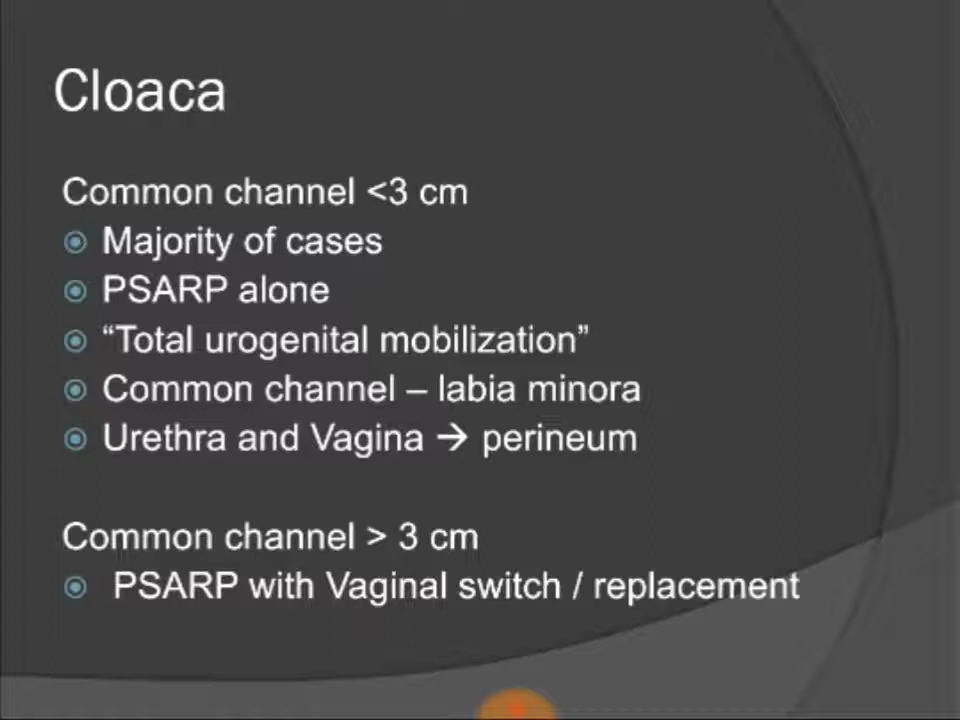 Cloaca
Common channel <3 cm
Majority of cases
PSARP alone
“Total urogenital mobilization”
Common channel – labia minora
Urethra and Vagina → perineum
Common channel > 3 cm
PSARP with Vaginal switch / replacement